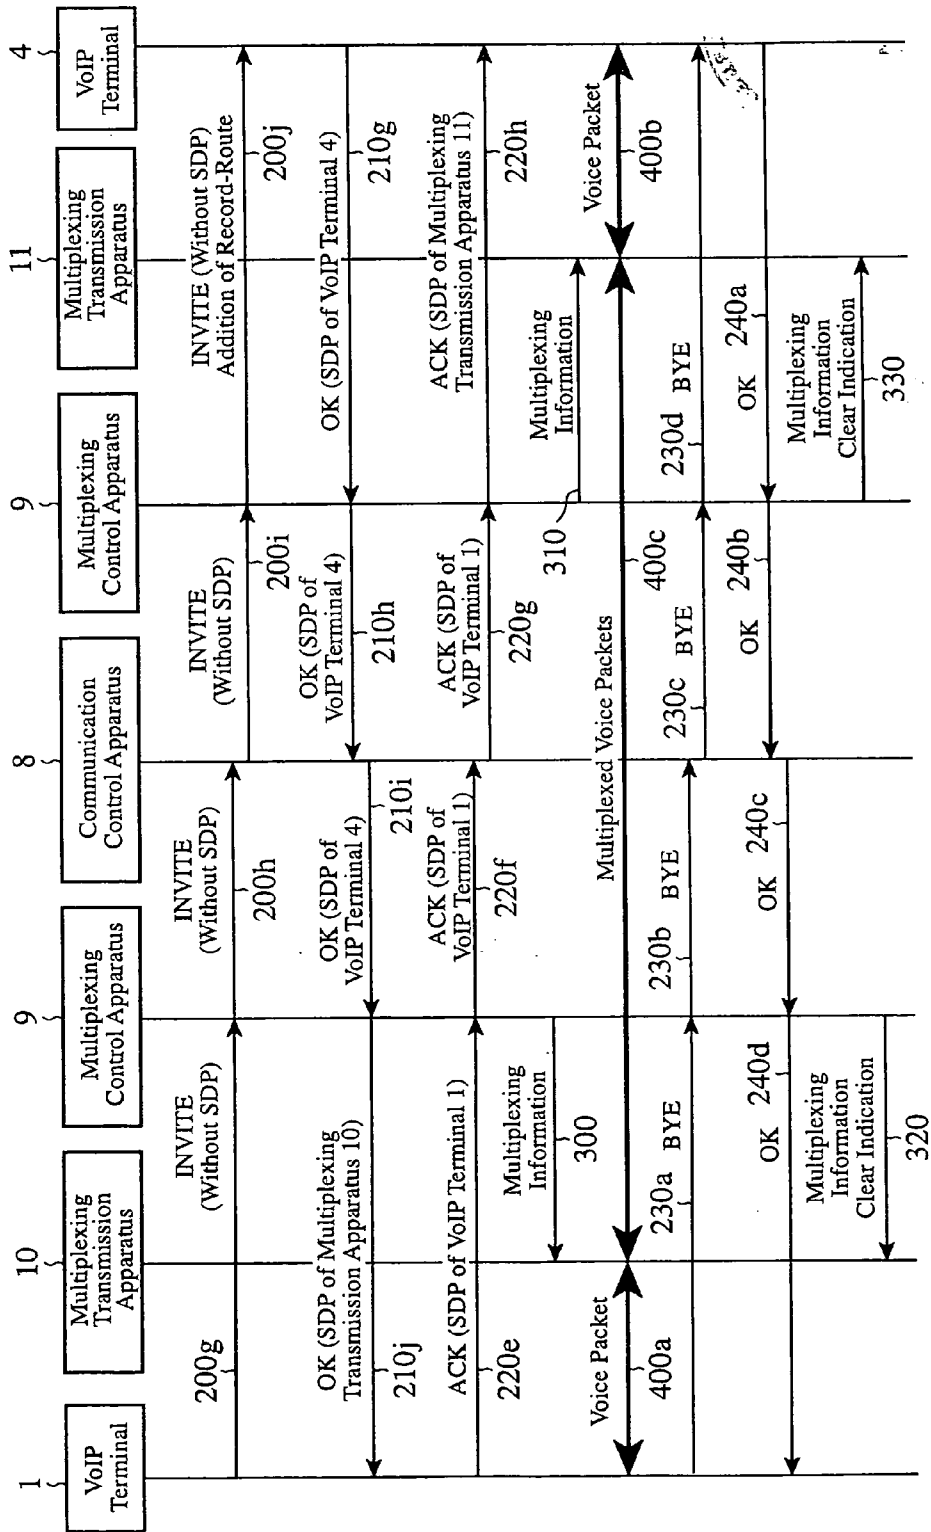 1
VoIP
Terminal
10
Multiplexing
Transmission
Apparatus
9
Multiplexing
Control Apparatus
8
Communication
Control Apparatus
9
Multiplexing
Control Apparatus
11
Multiplexing
Transmission
Apparatus
4
VoIP
Terminal
INVITE
(Without SDP)
200g
INVITE
(Without SDP)
200h
INVITE
(Without SDP)
200i
INVITE (Without SDP)
Addition of Record-Route
200j
OK (SDP of Multiplexing
Transmission Apparatus 10)
210j
OK (SDP of
VoIP Terminal 4)
210i
OK (SDP of
VoIP Terminal 4)
210h
OK (SDP of VoIP Terminal 4)
210g
ACK (SDP of VoIP Terminal 1)
220e
ACK (SDP of
VoIP Terminal 1)
220f
ACK (SDP of
VoIP Terminal 1)
220g
ACK (SDP of Multiplexing
Transmission Apparatus 11)
220h
Multiplexing
Information
300
310
Multiplexing
Information
Voice Packet
400a
Multiplexed Voice Packets
400c
Voice Packet
400b
230a
BYE
230b
BYE
230c
BYE
230d
BYE
OK
240d
OK
240c
OK
240b
OK
240a
Multiplexing
Information
Clear Indication
320
Multiplexing
Information
Clear Indication
330